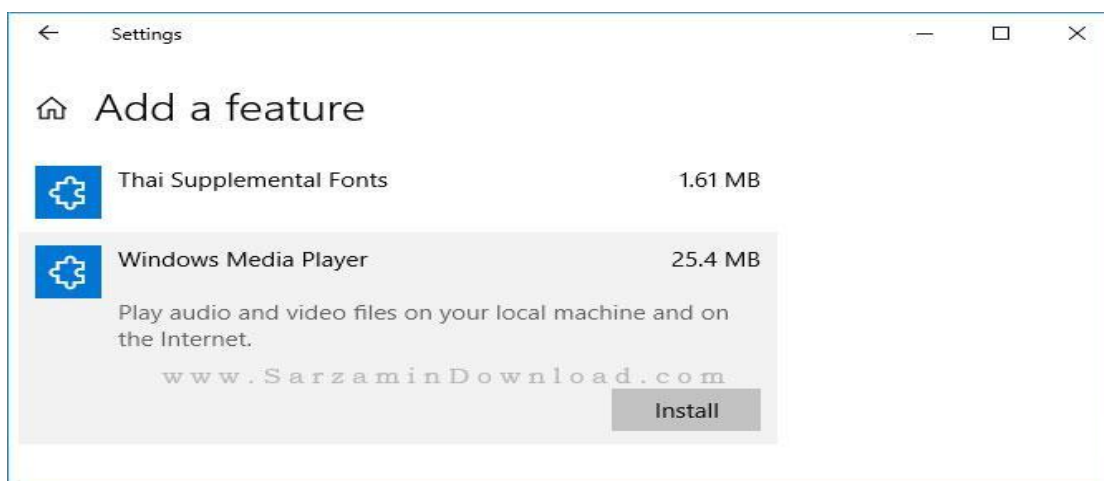 Settings
Add a feature
Thai Supplemental Fonts 1.61 MB
Windows Media Player 25.4 MB
Play audio and video files on your local machine and on
the Internet.
www.SarzaminDownload.com
Install